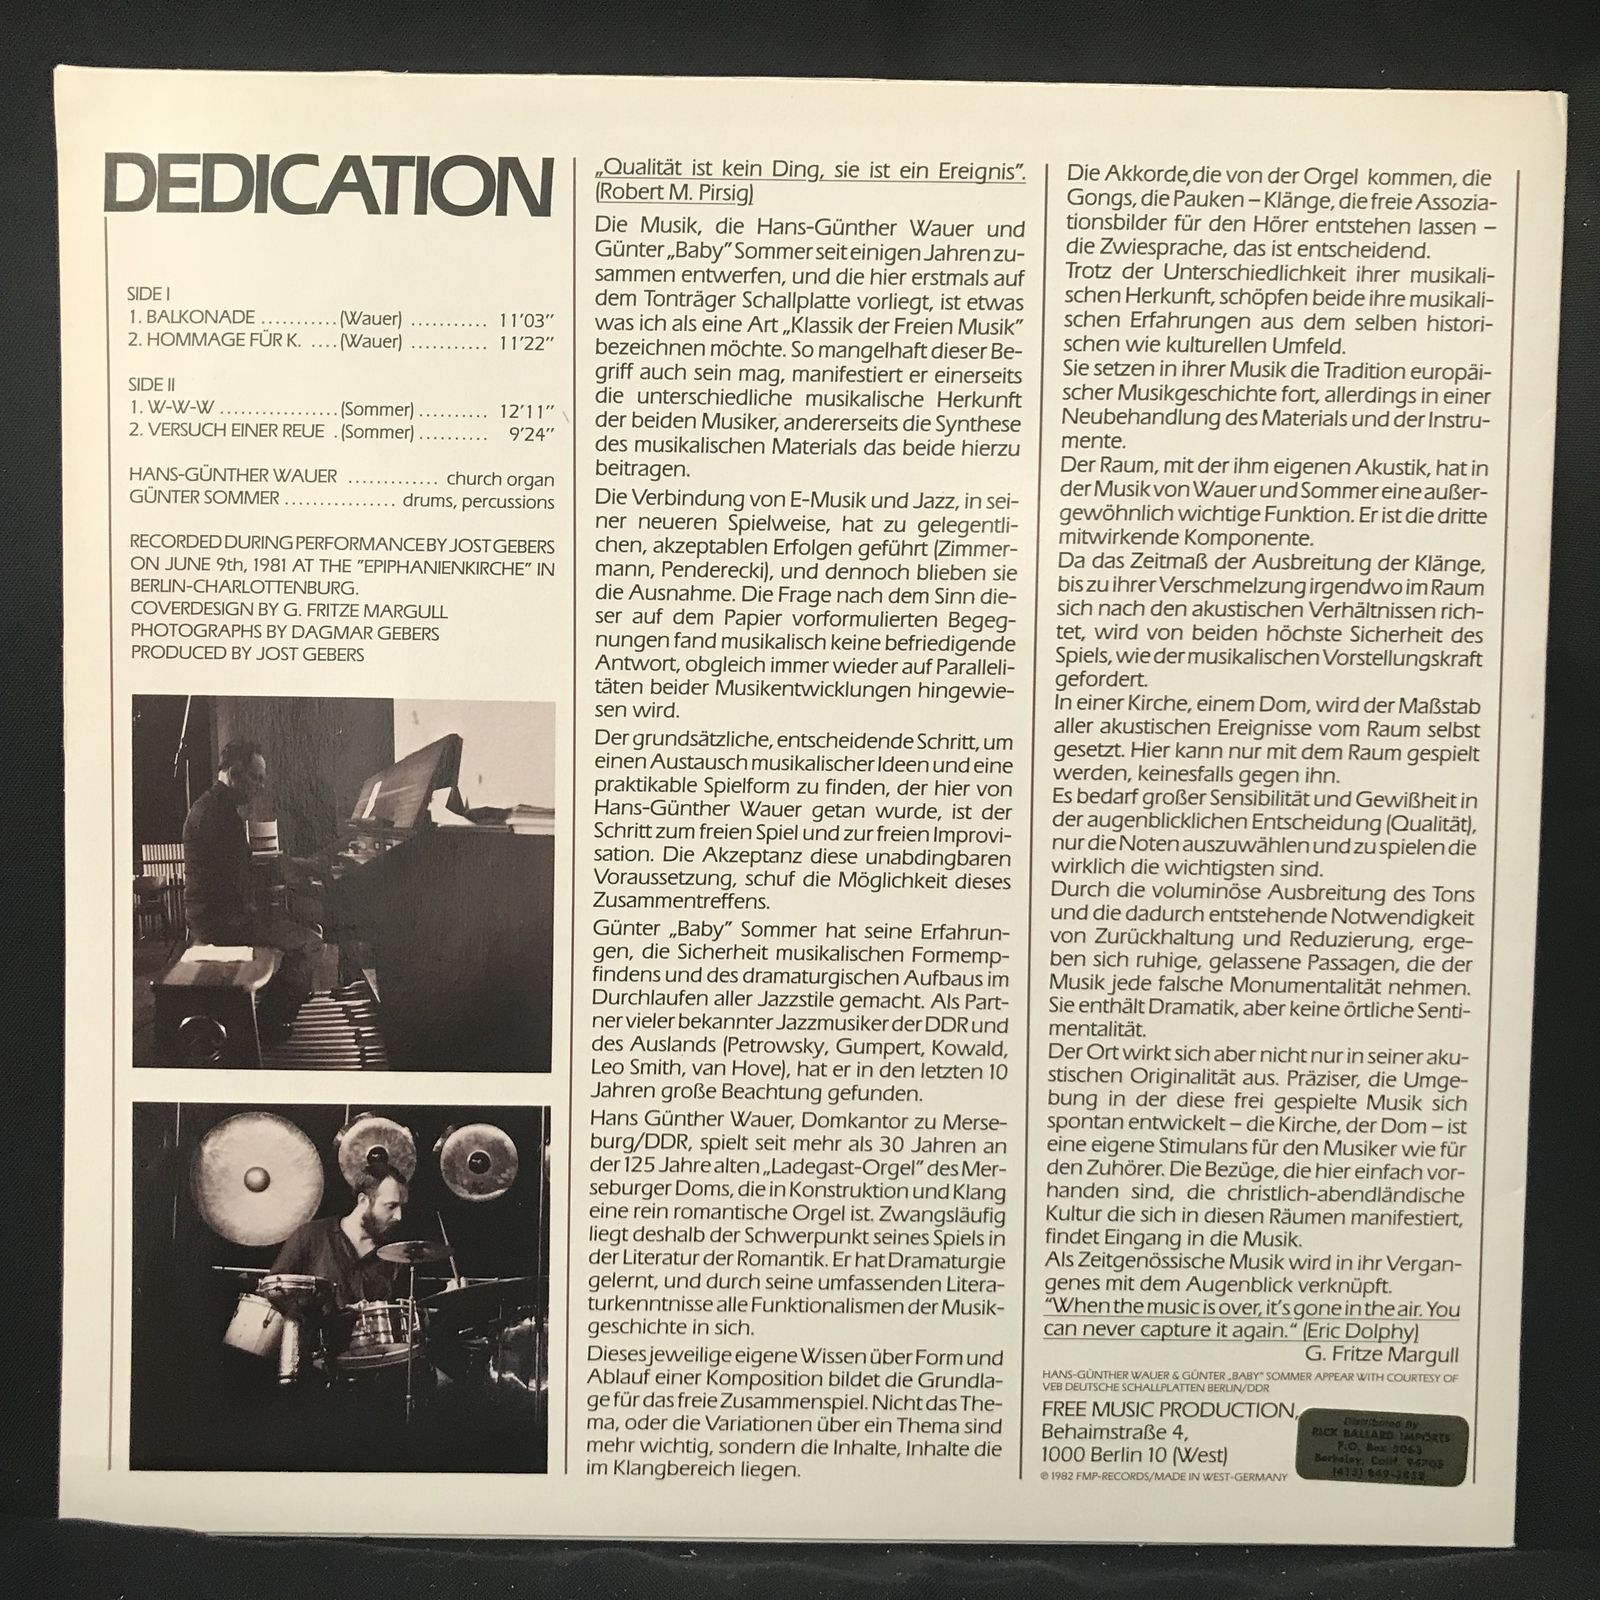 DEDICATION
SIDE I
1. BALKONADE ........... (Wauer) ........... 11'03"
2. HOMMAGE FÜR K. .... (Wauer) ........... 11'22"
SIDE II
1. W-W-W ................. (Sommer) .......... 12'11"
2. VERSUCH EINER REUE . (Sommer) .......... 9'24"
HANS-GÜNTHER WAUER ............. church organ
GÜNTER SOMMER ................ drums, percussions
RECORDED DURING PERFORMANCE BY JOST GEBERS
ON JUNE 9th, 1981 AT THE "EPIPHANIENKIRCHE" IN
BERLIN-CHARLOTTENBURG.
COVERDESIGN BY G. FRITZE MARGULL
PHOTOGRAPHS BY DAGMAR GEBERS
PRODUCED BY JOST GEBERS
„Qualität ist kein Ding, sie ist ein Ereignis".
(Robert M. Pirsig)
Die Musik, die Hans-Günther Wauer und
Günter „Baby" Sommer seit einigen Jahren zu-
sammen entwerfen, und die hier erstmals auf
dem Tonträger Schallplatte vorliegt, ist etwas
was ich als eine Art „Klassik der Freien Musik"
bezeichnen möchte. So mangelhaft dieser Be-
griff auch sein mag, manifestiert er einerseits
die unterschiedliche musikalische Herkunft
der beiden Musiker, andererseits die Synthese
des musikalischen Materials das beide hierzu
beitragen.
Die Verbindung von E-Musik und Jazz, in sei-
ner neueren Spielweise, hat zu gelegentli-
chen, akzeptablen Erfolgen geführt (Zimmer-
mann, Penderecki), und dennoch blieben sie
die Ausnahme. Die Frage nach dem Sinn die-
ser auf dem Papier vorformulierten Begeg-
nungen fand musikalisch keine befriedigende
Antwort, obgleich immer wieder auf Paralleli-
täten beider Musikentwicklungen hingewie-
sen wird.
Der grundsätzliche, entscheidende Schritt, um
einen Austausch musikalischer Ideen und eine
praktikable Spielform zu finden, der hier von
Hans-Günther Wauer getan wurde, ist der
Schritt zum freien Spiel und zur freien Improvi-
sation. Die Akzeptanz diese unabdingbaren
Voraussetzung, schuf die Möglichkeit dieses
Zusammentreffens.
Günter „Baby" Sommer hat seine Erfahrun-
gen, die Sicherheit musikalischen Formemp-
findens und des dramaturgischen Aufbaus im
Durchlaufen aller Jazzstile gemacht. Als Part-
ner vieler bekannter Jazzmusiker der DDR und
des Auslands (Petrowsky, Gumpert, Kowald,
Leo Smith, van Hove), hat er in den letzten 10
Jahren große Beachtung gefunden.
Hans Günther Wauer, Domkantor zu Merse-
burg/DDR, spielt seit mehr als 30 Jahren an
der 125 Jahre alten „Ladegast-Orgel" des Mer-
seburger Doms, die in Konstruktion und Klang
eine rein romantische Orgel ist. Zwangsläufig
liegt deshalb der Schwerpunkt seines Spiels in
der Literatur der Romantik. Er hat Dramaturgie
gelernt, und durch seine umfassenden Litera-
turkenntnisse alle Funktionalismen der Musik-
geschichte in sich.
Dieses jeweilige eigene Wissen über Form und
Ablauf einer Komposition bildet die Grundla-
ge für das freie Zusammenspiel. Nicht das The-
ma, oder die Variationen über ein Thema sind
mehr wichtig, sondern die Inhalte, Inhalte die
im Klangbereich liegen.
Die Akkorde, die von der Orgel kommen, die
Gongs, die Pauken – Klänge, die freie Assozia-
tionsbilder für den Hörer entstehen lassen –
die Zwiesprache, das ist entscheidend.
Trotz der Unterschiedlichkeit ihrer musikali-
schen Herkunft, schöpfen beide ihre musikali-
schen Erfahrungen aus dem selben histori-
schen wie kulturellen Umfeld.
Sie setzen in ihrer Musik die Tradition europäi-
scher Musikgeschichte fort, allerdings in einer
Neubehandlung des Materials und der Instru-
mente.
Der Raum, mit der ihm eigenen Akustik, hat in
der Musik von Wauer und Sommer eine außer-
gewöhnlich wichtige Funktion. Er ist die dritte
mitwirkende Komponente.
Da das Zeitmaß der Ausbreitung der Klänge,
bis zu ihrer Verschmelzung irgendwo im Raum
sich nach den akustischen Verhältnissen rich-
tet, wird von beiden höchste Sicherheit des
Spiels, wie der musikalischen Vorstellungskraft
gefordert.
In einer Kirche, einem Dom, wird der Maßstab
aller akustischen Ereignisse vom Raum selbst
gesetzt. Hier kann nur mit dem Raum gespielt
werden, keinesfalls gegen ihn.
Es bedarf großer Sensibilität und Gewißheit in
der augenblicklichen Entscheidung (Qualität),
nur die Noten auszuwählen und zu spielen die
wirklich die wichtigsten sind.
Durch die voluminöse Ausbreitung des Tons
und die dadurch entstehende Notwendigkeit
von Zurückhaltung und Reduzierung, erge-
ben sich ruhige, gelassene Passagen, die der
Musik jede falsche Monumentalität nehmen.
Sie enthält Dramatik, aber keine örtliche Senti-
mentalität.
Der Ort wirkt sich aber nicht nur in seiner aku-
stischen Originalität aus. Präziser, die Umge-
bung in der diese frei gespielte Musik sich
spontan entwickelt – die Kirche, der Dom – ist
eine eigene Stimulans für den Musiker wie für
den Zuhörer. Die Bezüge, die hier einfach vor-
handen sind, die christlich-abendländische
Kultur die sich in diesen Räumen manifestiert,
findet Eingang in die Musik.
Als Zeitgenössische Musik wird in ihr Vergan-
genes mit dem Augenblick verknüpft.
"When the music is over, it's gone in the air. You
can never capture it again." (Eric Dolphy)
G. Fritze Margull
HANS-GÜNTHER WAUER & GÜNTER „BABY" SOMMER APPEAR WITH COURTESY OF
VEB DEUTSCHE SCHALLPLATTEN BERLIN/DDR
FREE MUSIC PRODUCTION,
Behaimstraße 4,
1000 Berlin 10 (West)
℗ 1982 FMP-RECORDS/MADE IN WEST-GERMANY
Distributed By
RICK BALLARD IMPORTS
P.O. Box 5063
Berkeley, Calif. 94705
(415) 849-3852